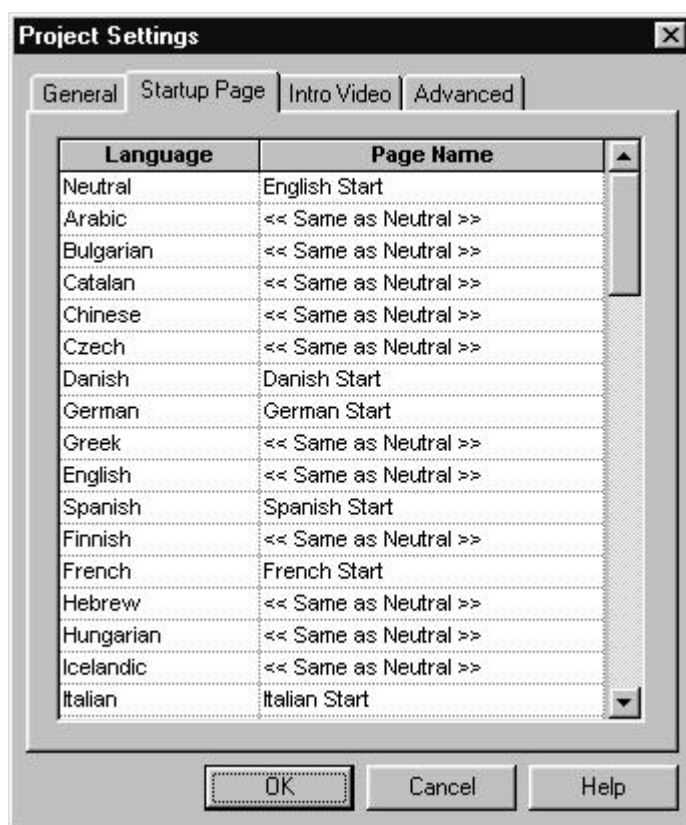 Project Settings
General Startup Page Intro Video Advanced
Language Page Name
Neutral English Start
Arabic << Same as Neutral >>
Bulgarian << Same as Neutral >>
Catalan << Same as Neutral >>
Chinese << Same as Neutral >>
Czech << Same as Neutral >>
Danish Danish Start
German German Start
Greek << Same as Neutral >>
English << Same as Neutral >>
Spanish Spanish Start
Finnish << Same as Neutral >>
French French Start
Hebrew << Same as Neutral >>
Hungarian << Same as Neutral >>
Icelandic << Same as Neutral >>
Italian Italian Start
OK Cancel Help